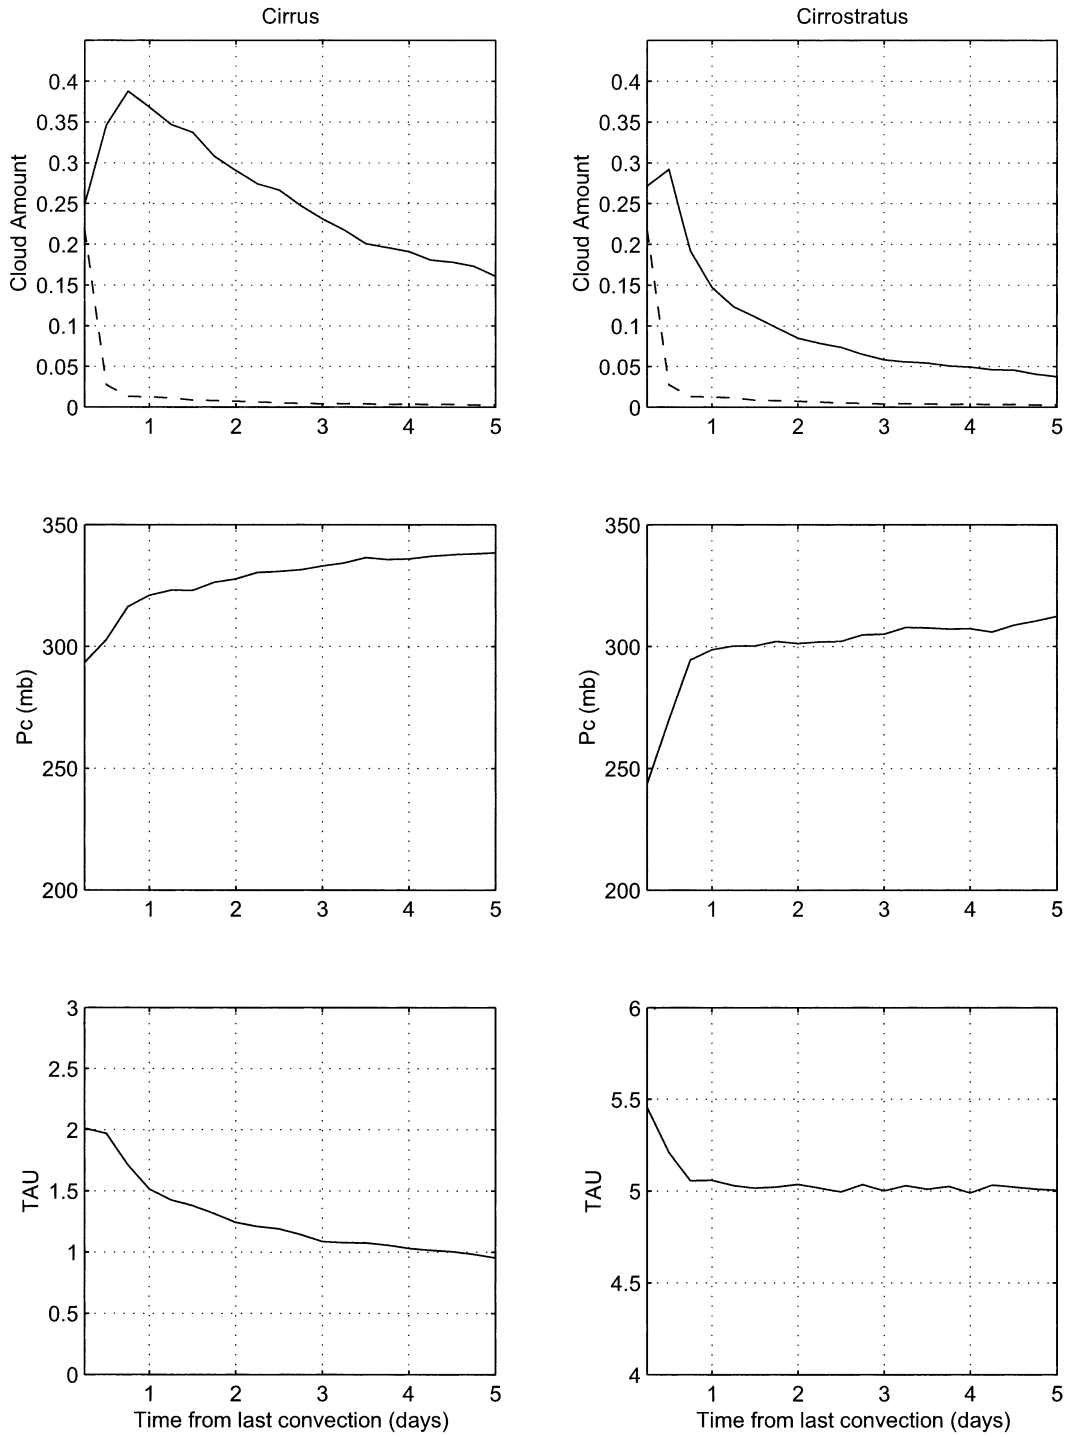 Cirrus
Cloud Amount
0.4
0.35
0.3
0.25
0.2
0.15
0.1
0.05
0
1 2 3 4 5
Cirrostratus
Cloud Amount
0.4
0.35
0.3
0.25
0.2
0.15
0.1
0.05
0
1 2 3 4 5
Pc (mb)
350
300
250
200
1 2 3 4 5
Pc (mb)
350
300
250
200
1 2 3 4 5
TAU
3
2.5
2
1.5
1
0.5
0
1 2 3 4 5
Time from last convection (days)
TAU
6
5.5
5
4.5
4
1 2 3 4 5
Time from last convection (days)